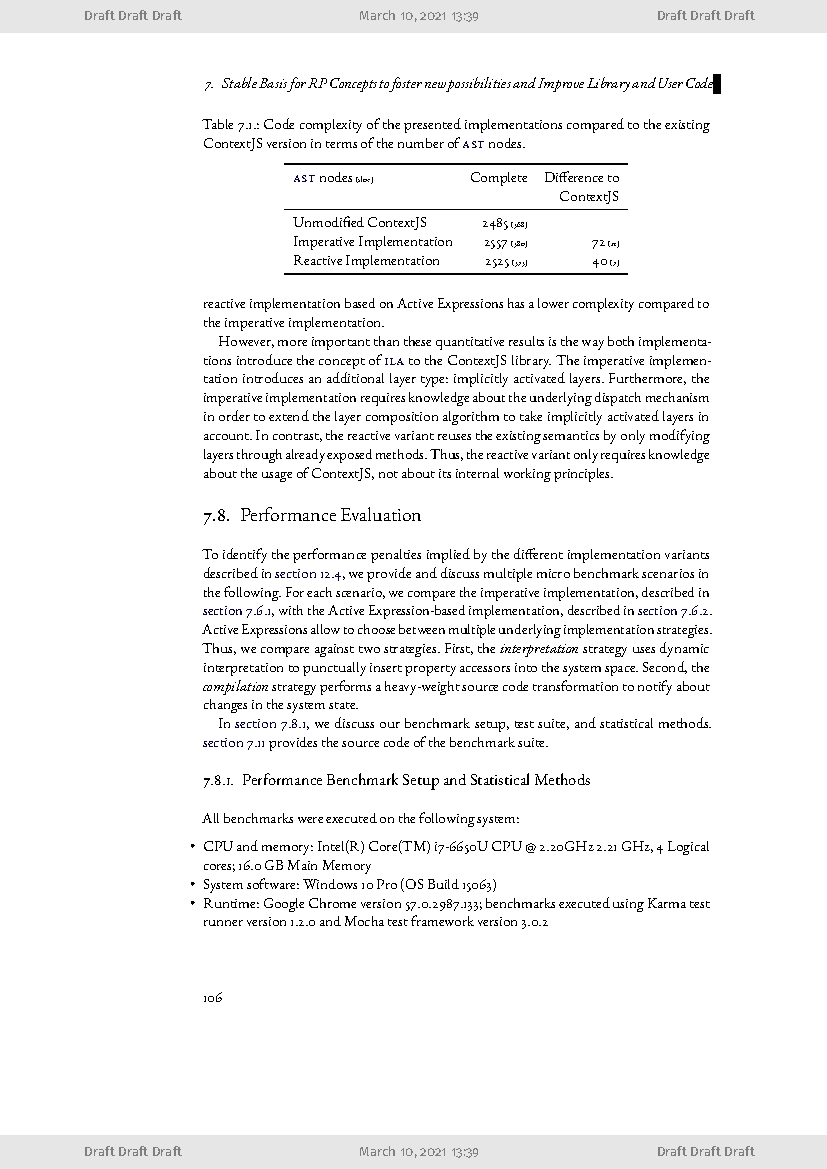 Draft Draft Draft March 10, 2021 13:39 Draft Draft Draft
7. Stable Basis for RP Concepts to foster new possibilities and Improve Library and User Code
Table 7.1.: Code complexity of the presented implementations compared to the existing
ContextJS version in terms of the number of AST nodes.
AST nodes [sloc] Complete Difference to
ContextJS
Unmodified ContextJS 2485 [368]
Imperative Implementation 2557 [380] 72 [12]
Reactive Implementation 2525 [375] 40 [7]
reactive implementation based on Active Expressions has a lower complexity compared to
the imperative implementation.
However, more important than these quantitative results is the way both implementa-
tions introduce the concept of ILA to the ContextJS library. The imperative implemen-
tation introduces an additional layer type: implicitly activated layers. Furthermore, the
imperative implementation requires knowledge about the underlying dispatch mechanism
in order to extend the layer composition algorithm to take implicitly activated layers in
account. In contrast, the reactive variant reuses the existing semantics by only modifying
layers through already exposed methods. Thus, the reactive variant only requires knowledge
about the usage of ContextJS, not about its internal working principles.
7.8. Performance Evaluation
To identify the performance penalties implied by the different implementation variants
described in section 12.4, we provide and discuss multiple micro benchmark scenarios in
the following. For each scenario, we compare the imperative implementation, described in
section 7.6.1, with the Active Expression-based implementation, described in section 7.6.2.
Active Expressions allow to choose between multiple underlying implementation strategies.
Thus, we compare against two strategies. First, the interpretation strategy uses dynamic
interpretation to punctually insert property accessors into the system space. Second, the
compilation strategy performs a heavy-weight source code transformation to notify about
changes in the system state.
In section 7.8.1, we discuss our benchmark setup, test suite, and statistical methods.
section 7.11 provides the source code of the benchmark suite.
7.8.1. Performance Benchmark Setup and Statistical Methods
All benchmarks were executed on the following system:
• CPU and memory: Intel(R) Core(TM) i7-6650U CPU @ 2.20GHz 2.21 GHz, 4 Logical
cores; 16.0 GB Main Memory
• System software: Windows 10 Pro (OS Build 15063)
• Runtime: Google Chrome version 57.0.2987.133; benchmarks executed using Karma test
runner version 1.2.0 and Mocha test framework version 3.0.2
106
Draft Draft Draft March 10, 2021 13:39 Draft Draft Draft